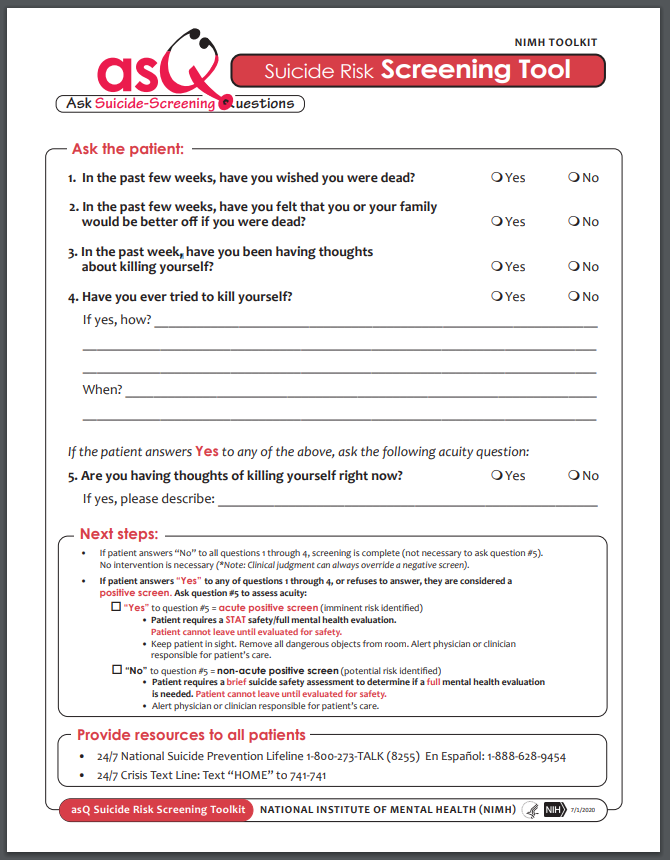 NIMH TOOLKIT
asQ
Suicide Risk Screening Tool
Ask Suicide-Screening Questions
Ask the patient:
1. In the past few weeks, have you wished you were dead? Yes No
2. In the past few weeks, have you felt that you or your family
would be better off if you were dead? Yes No
3. In the past week, have you been having thoughts
about killing yourself? Yes No
4. Have you ever tried to kill yourself? Yes No
If yes, how?
When?
If the patient answers Yes to any of the above, ask the following acuity question:
5. Are you having thoughts of killing yourself right now? Yes No
If yes, please describe:
Next steps:
• If patient answers “No” to all questions 1 through 4, screening is complete (not necessary to ask question #5).
No intervention is necessary (*Note: Clinical judgment can always override a negative screen).
• If patient answers “Yes” to any of questions 1 through 4, or refuses to answer, they are considered a
positive screen. Ask question #5 to assess acuity:
“Yes” to question #5 = acute positive screen (imminent risk identified)
• Patient requires a STAT safety/full mental health evaluation.
Patient cannot leave until evaluated for safety.
• Keep patient in sight. Remove all dangerous objects from room. Alert physician or clinician
responsible for patient’s care.
“No” to question #5 = non-acute positive screen (potential risk identified)
• Patient requires a brief suicide safety assessment to determine if a full mental health evaluation
is needed. Patient cannot leave until evaluated for safety.
• Alert physician or clinician responsible for patient’s care.
Provide resources to all patients
• 24/7 National Suicide Prevention Lifeline 1-800-273-TALK (8255) En Español: 1-888-628-9454
• 24/7 Crisis Text Line: Text “HOME” to 741-741
asQ Suicide Risk Screening Toolkit NATIONAL INSTITUTE OF MENTAL HEALTH (NIMH) NIH 7/1/2020